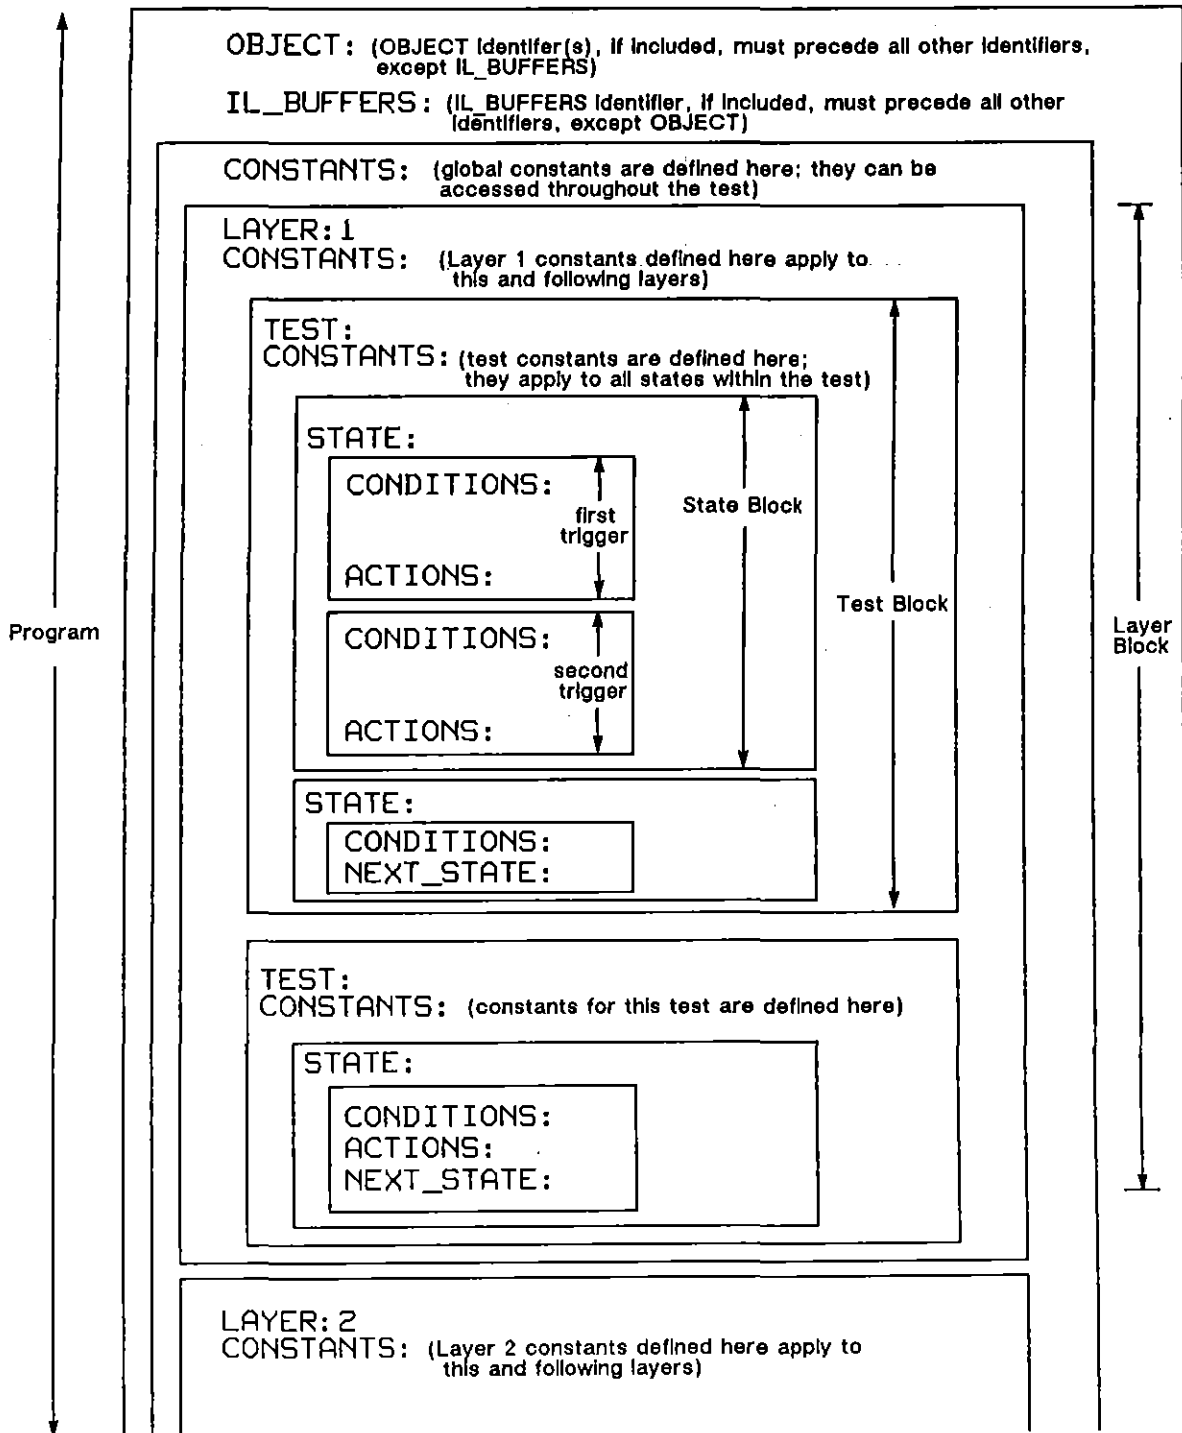 OBJECT: (OBJECT Identifer(s), if included, must precede all other identifiers,
except IL_BUFFERS)
IL_BUFFERS: (IL_BUFFERS identifier, if included, must precede all other
identifiers, except OBJECT)
CONSTANTS: (global constants are defined here; they can be
accessed throughout the test)
LAYER: 1
CONSTANTS: (Layer 1 constants defined here apply to
this and following layers)
TEST:
CONSTANTS: (test constants are defined here;
they apply to all states within the test)
STATE:
CONDITIONS:
first
trigger
ACTIONS:
State Block
CONDITIONS:
second
trigger
ACTIONS:
Test Block
Program
Layer
Block
STATE:
CONDITIONS:
NEXT_STATE:
TEST:
CONSTANTS: (constants for this test are defined here)
STATE:
CONDITIONS:
ACTIONS:
NEXT_STATE:
LAYER: 2
CONSTANTS: (Layer 2 constants defined here apply to
this and following layers)